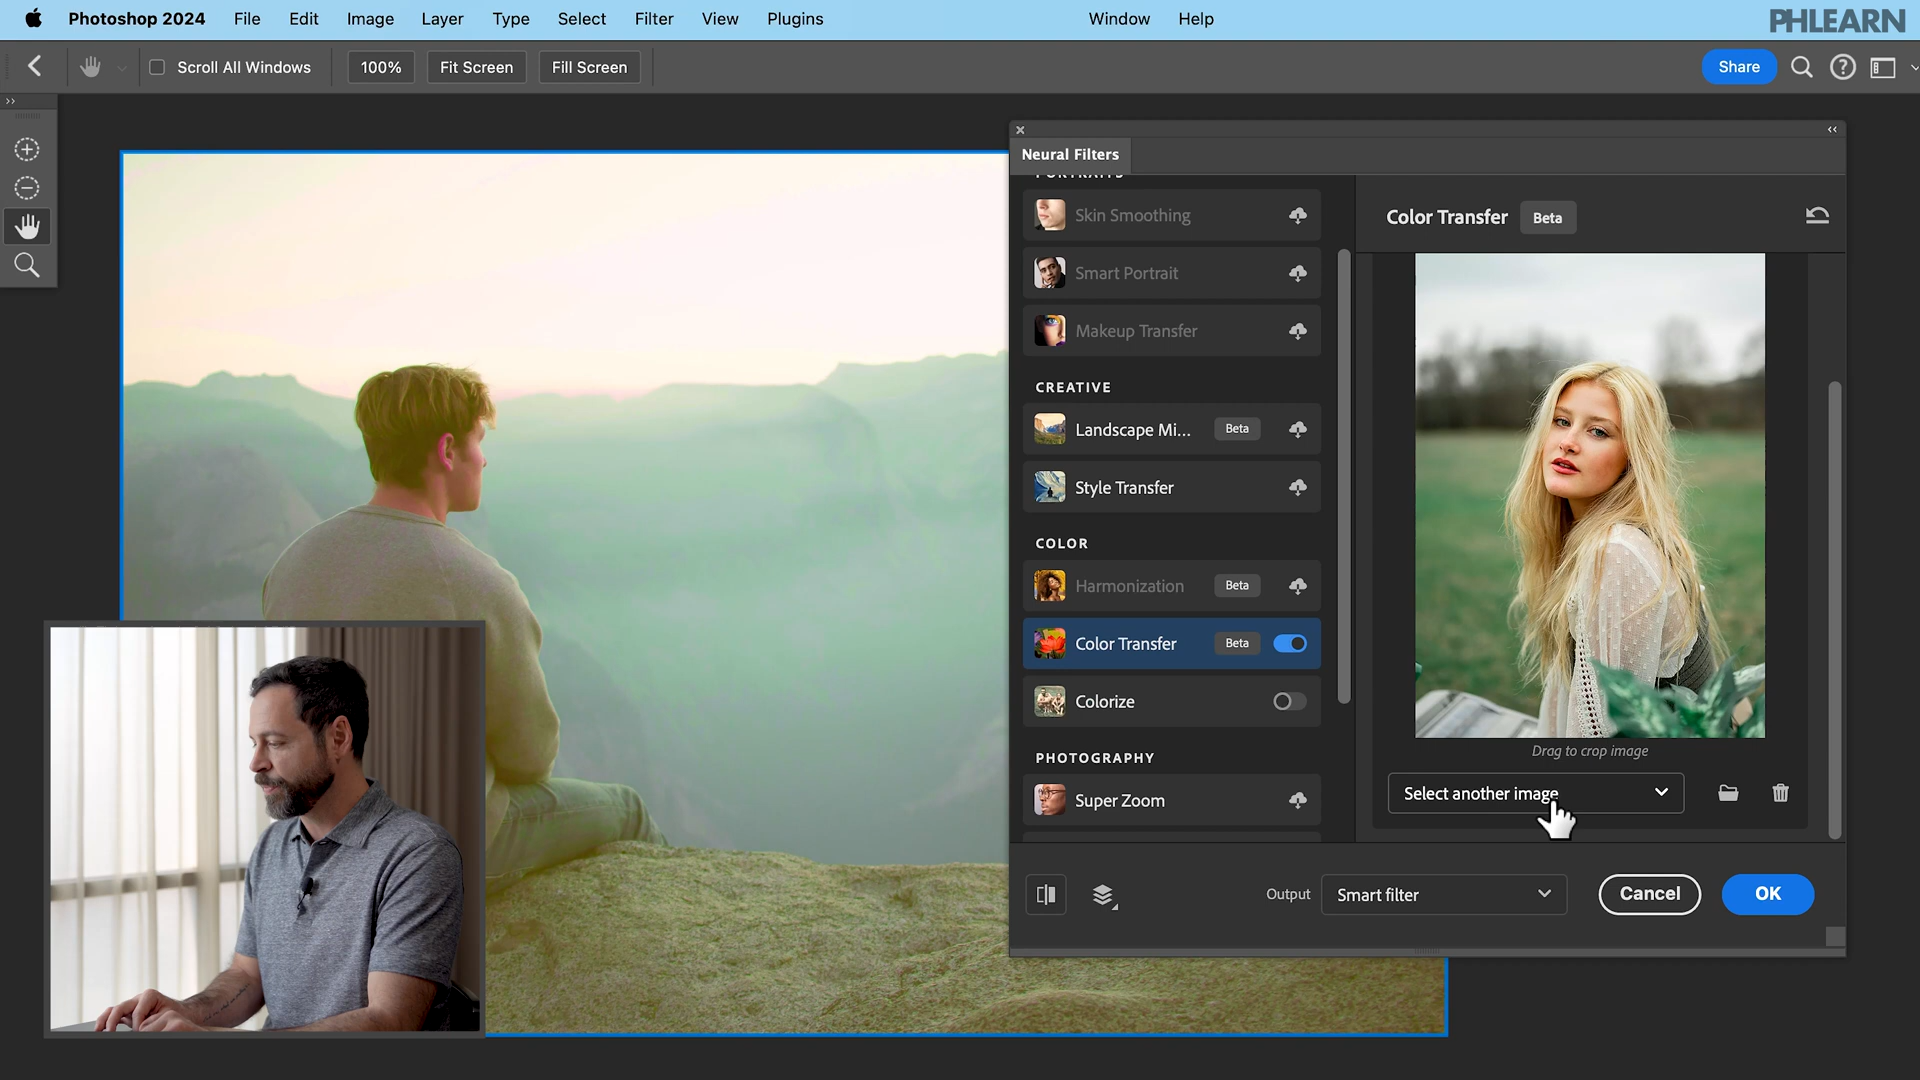 Photoshop 2024 File Edit Image Layer Type Select Filter View Plugins Window Help
PHLEARN
Scroll All Windows 100% Fit Screen Fill Screen Share
Neural Filters
PORTRAITS
Skin Smoothing
Smart Portrait
Makeup Transfer
CREATIVE
Landscape Mi... Beta
Style Transfer
COLOR
Harmonization Beta
Color Transfer Beta
Colorize
PHOTOGRAPHY
Super Zoom
Color Transfer Beta
Drag to crop image
Select another image
Output Smart filter Cancel OK